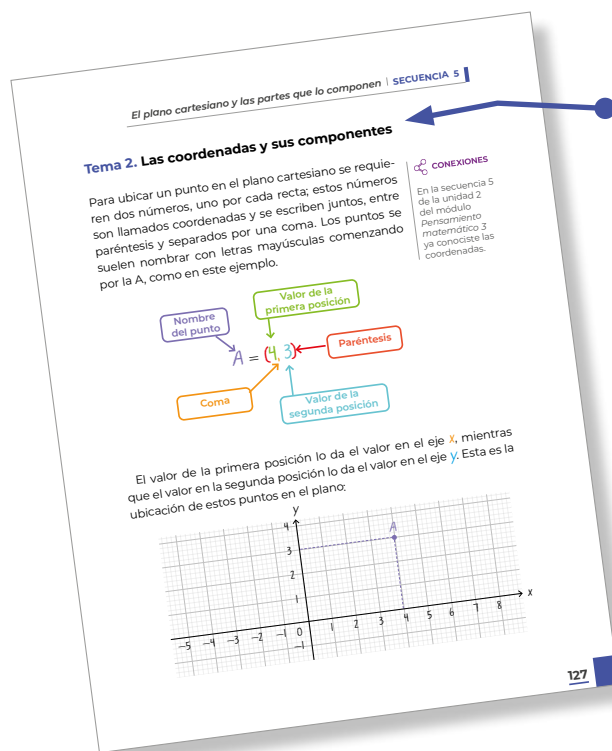 El plano cartesiano y las partes que lo componen | SECUENCIA 5
Tema 2. Las coordenadas y sus componentes
Para ubicar un punto en el plano cartesiano se requie-
ren dos números, uno por cada recta; estos números
son llamados coordenadas y se escriben juntos, entre
paréntesis y separados por una coma. Los puntos se
suelen nombrar con letras mayúsculas comenzando
por la A, como en este ejemplo.
CONEXIONES
En la secuencia 5
de la unidad 2
del módulo
Pensamiento
matemático 3
ya conociste las
coordenadas.
Valor de la
primera posición
Nombre
del punto
Paréntesis
A = (4, 3)
Coma
Valor de la
segunda posición
El valor de la primera posición lo da el valor en el eje x, mientras
que el valor en la segunda posición lo da el valor en el eje y. Esta es la
ubicación de estos puntos en el plano:
y
4
A
3
2
1
x
−5 −4 −3 −2 −1 0 1 2 3 4 5 6 7 8
−1
127